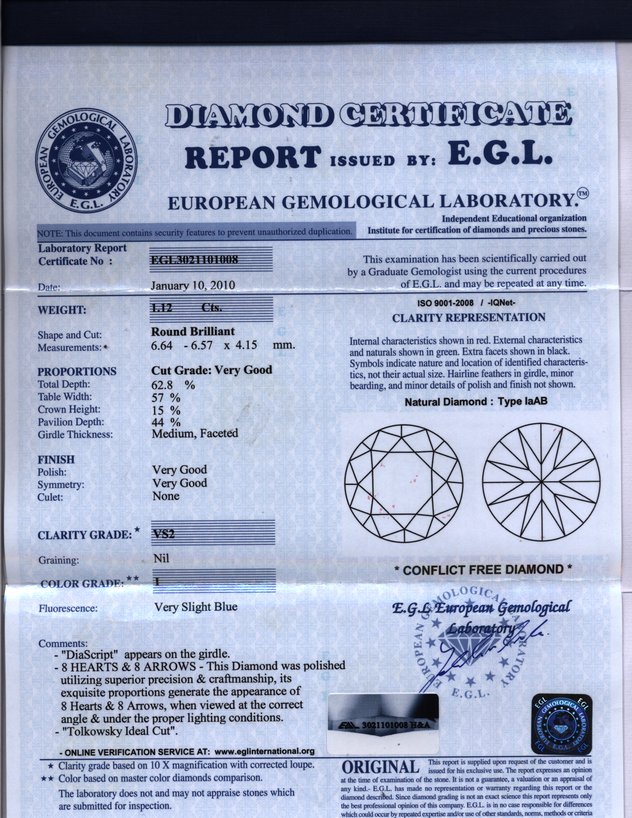 DIAMOND CERTIFICATE
REPORT ISSUED BY: E.G.L.
EUROPEAN GEMOLOGICAL LABORATORY E.G.L.
EUROPEAN GEMOLOGICAL LABORATORY.™
Independent Educational organization
NOTE: This document contains security features to prevent unauthorized duplication.
Institute for certification of diamonds and precious stones.
Laboratory Report
Certificate No : EGL3021101008
Date: January 10, 2010
This examination has been scientifically carried out
by a Graduate Gemologist using the current procedures
of E.G.L. and may be repeated at any time.
WEIGHT: 1.12 Cts.
Shape and Cut: Round Brilliant
Measurements:* 6.64 - 6.57 x 4.15 mm.
PROPORTIONS Cut Grade: Very Good
Total Depth: 62.8 %
Table Width: 57 %
Crown Height: 15 %
Pavilion Depth: 44 %
Girdle Thickness: Medium, Faceted
FINISH
Polish: Very Good
Symmetry: Very Good
Culet: None
CLARITY GRADE: * VS2
Graining: Nil
COLOR GRADE: ** I
Fluorescence: Very Slight Blue
ISO 9001-2008 / -IQNet-
CLARITY REPRESENTATION
Internal characteristics shown in red. External characteristics
and naturals shown in green. Extra facets shown in black.
Symbols indicate nature and location of identified characteris-
tics, not their actual size. Hairline feathers in girdle, minor
bearding, and minor details of polish and finish not shown.
Natural Diamond : Type IaAB
* CONFLICT FREE DIAMOND *
E.G.L European Gemological
Laboratory
EUROPEAN GEMOLOGICAL LABORATORY E.G.L.
Comments:
- "DiaScript" appears on the girdle.
- 8 HEARTS & 8 ARROWS - This Diamond was polished
utilizing superior precision & craftmanship, its
exquisite proportions generate the appearance of
8 Hearts & 8 Arrows, when viewed at the correct
angle & under the proper lighting conditions.
- "Tolkowsky Ideal Cut".
- ONLINE VERIFICATION SERVICE AT: www.eglinternational.org
3021101008 H&A
EGL EGL
EGL EGL
★ Clarity grade based on 10 X magnification with corrected loupe.
★★ Color based on master color diamonds comparison.
The laboratory does not and may not appraise stones which
are submitted for inspection.
ORIGINAL This report is supplied upon request of the customer and is
issued for his exclusive use. The report expresses an opinion
at the time of examination of the stone. It is not a guarantee, a valuation or an appraisal of
any kind.- E.G.L. has made no representation or warranty regarding this report or the
diamond described. Since diamond grading is not an exact science this report represents only
the best professional opinion of this company. E.G.L. is in no case responsible for differences
which could occur by repeated expertise and/or use of other standards, norms, methods or criteria